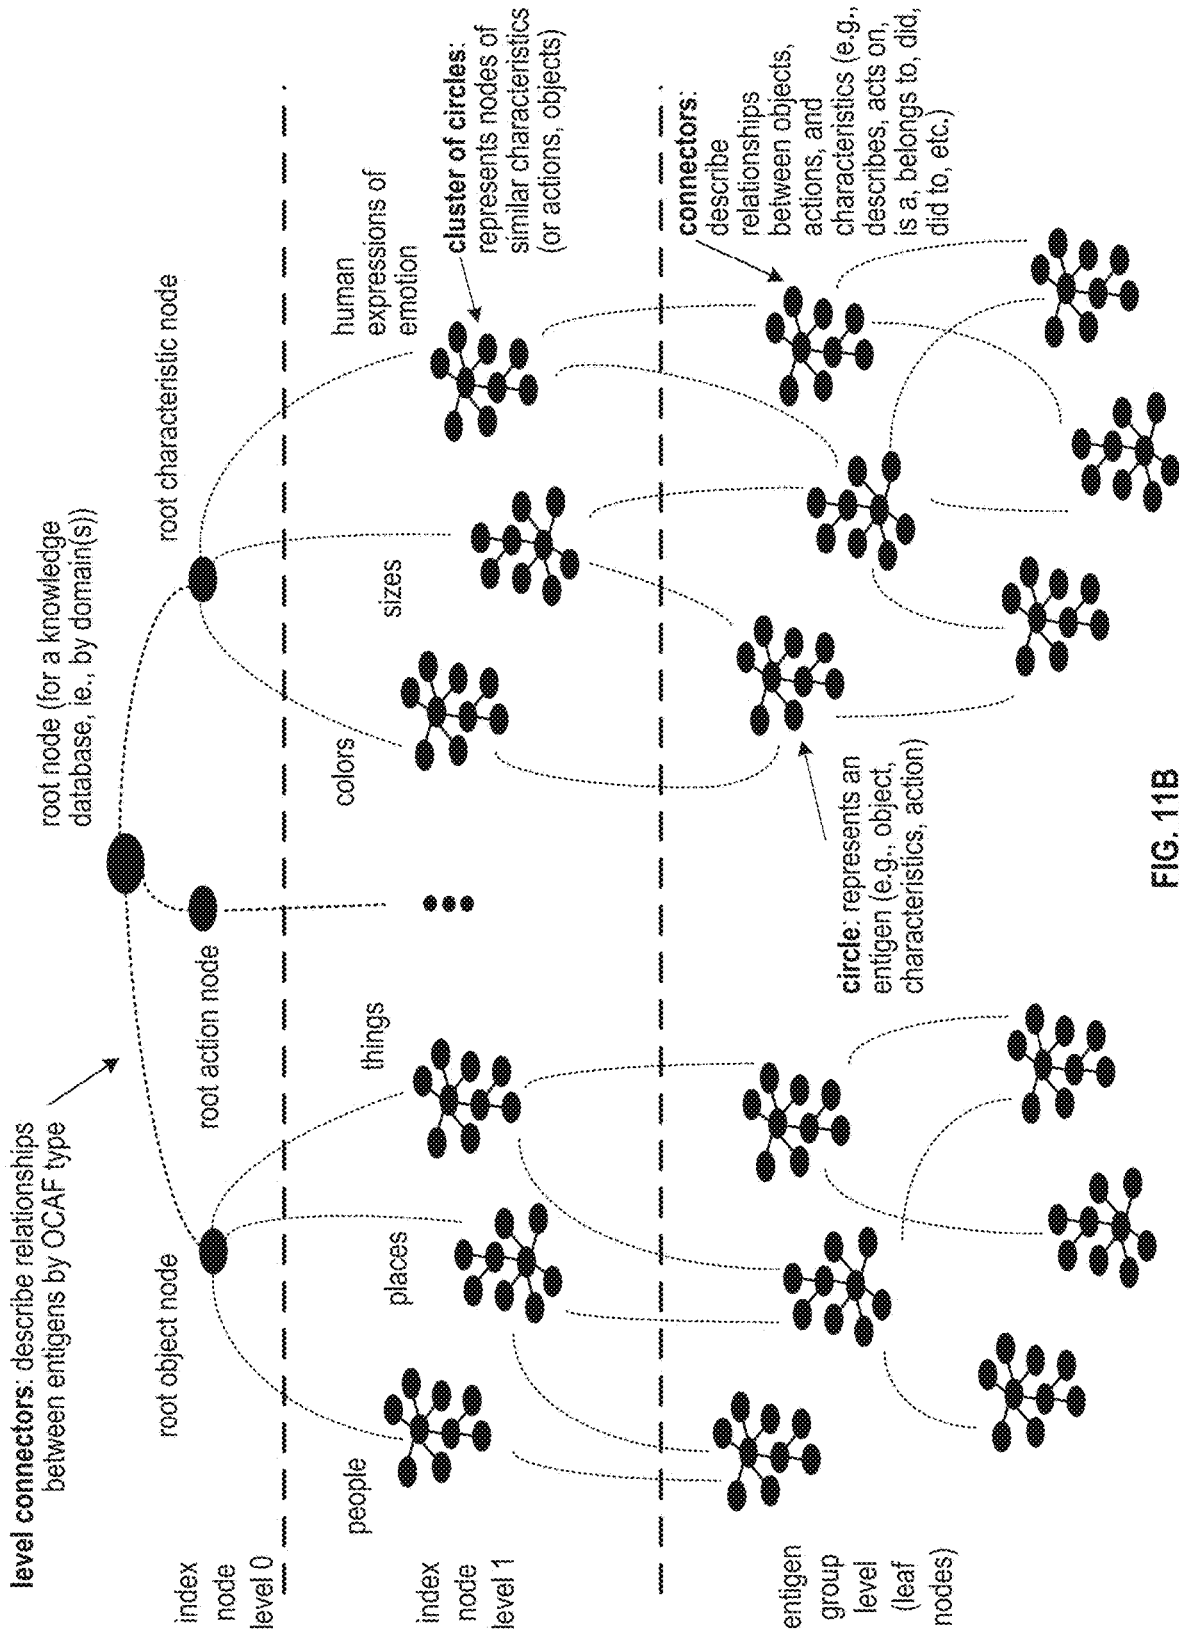 level connectors: describe relationships
between entigens by OCAF type
root node (for a knowledge
database, ie., by domain(s))
root object node
root action node
root characteristic node
index
node
level 0
people
places
things
colors
sizes
human
expressions of
emotion
cluster of circles:
represents nodes of
similar characteristics
(or actions, objects)
index
node
level 1
connectors:
describe
relationships
between objects,
actions, and
characteristics (e.g.,
describes, acts on,
is a, belongs to, did,
did to, etc.)
circle: represents an
entigen (e.g., object,
characteristics, action)
entigen
group
level
(leaf
nodes)
FIG. 11B